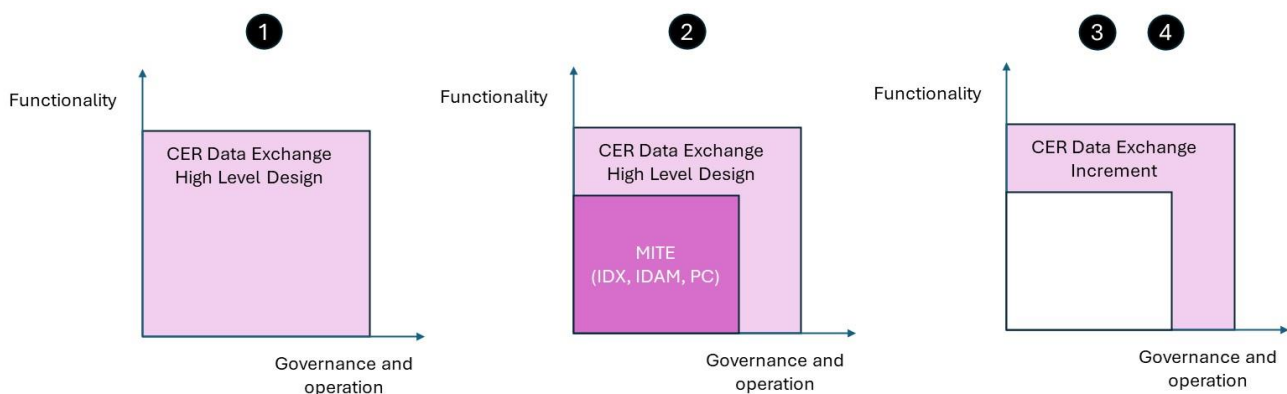 1
2
3 4
Functionality
CER Data Exchange
High Level Design
Governance and
operation
Functionality
CER Data Exchange
High Level Design
MITE
(IDX, IDAM, PC)
Governance and
operation
Functionality
CER Data Exchange
Increment
Governance and
operation